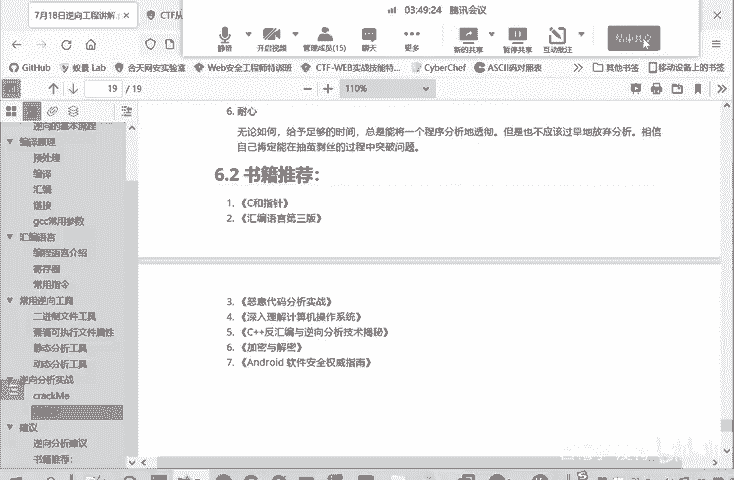 7月18日逆向工程讲解.
CTF从
03:49:24 腾讯会议
静音
开启视频
管理成员(15)
聊天
更多
新的共享
暂停共享
互动批注
结束共享
GitHub
蚁景 Lab
合天网安实验室
Web安全工程师特训班
CTF-WEB实战技能特...
CyberChef
ASCII码对照表
其他书签
移动设备上的书签
19 / 19
110%
逆向的基本流程
编译原理
预处理
编译
汇编
链接
gcc常用参数
汇编语言
编程语言介绍
寄存器
常用指令
常用逆向工具
二进制文件工具
查看可执行文件属性
静态分析工具
动态分析工具
逆向分析实战
crackMe
建议
逆向分析建议
书籍推荐:
6. 耐心
无论如何，给予足够的时间，总是能将一个程序分析地透彻。但是也不应该过早地放弃分析。相信
自己肯定能在抽茧剥丝的过程中突破问题。
6.2 书籍推荐：
1. 《C和指针》
2. 《汇编语言第三版》
3. 《恶意代码分析实战》
4. 《深入理解计算机操作系统》
5. 《C++反汇编与逆向分析技术揭秘》
6. 《加密与解密》
7. 《Android 软件安全权威指南》